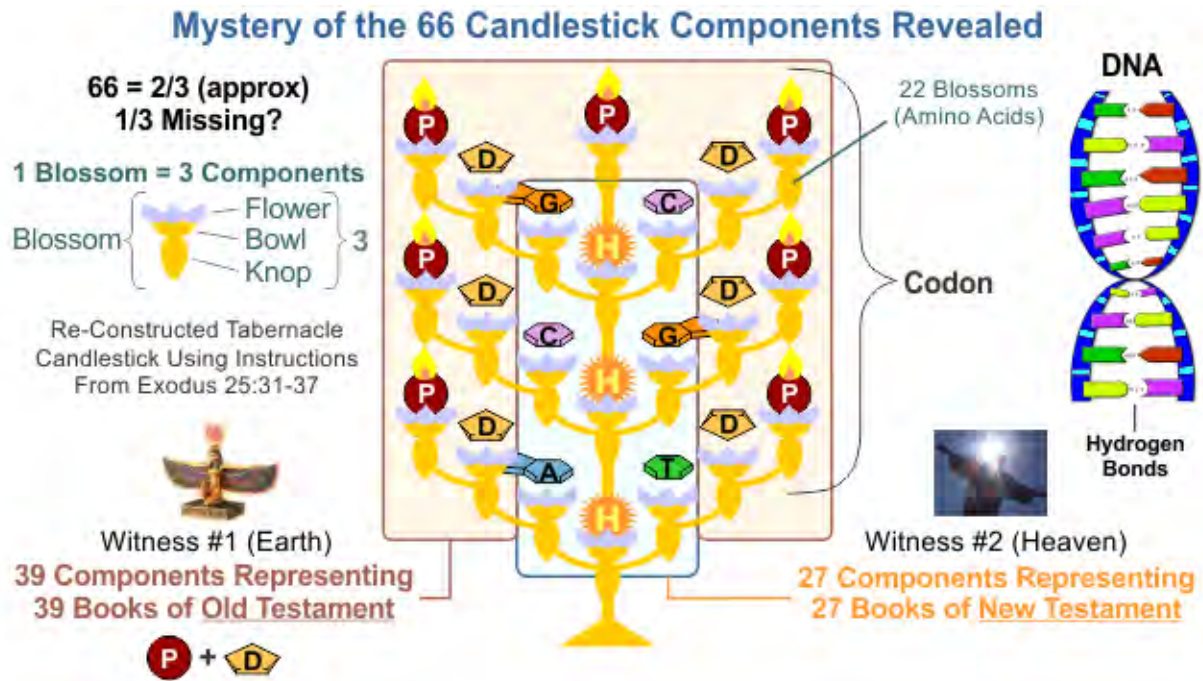 Mystery of the 66 Candlestick Components Revealed
66 = 2/3 (approx)
1/3 Missing?
1 Blossom = 3 Components
Blossom
Flower
Bowl
Knop
3
Re-Constructed Tabernacle
Candlestick Using Instructions
From Exodus 25:31-37
Witness #1 (Earth)
39 Components Representing
39 Books of Old Testament
P + D
P
P
P
D
D
G
C
H
P
P
D
D
C
G
H
P
P
D
D
A
T
H
22 Blossoms
(Amino Acids)
Codon
DNA
Hydrogen
Bonds
Witness #2 (Heaven)
27 Components Representing
27 Books of New Testament